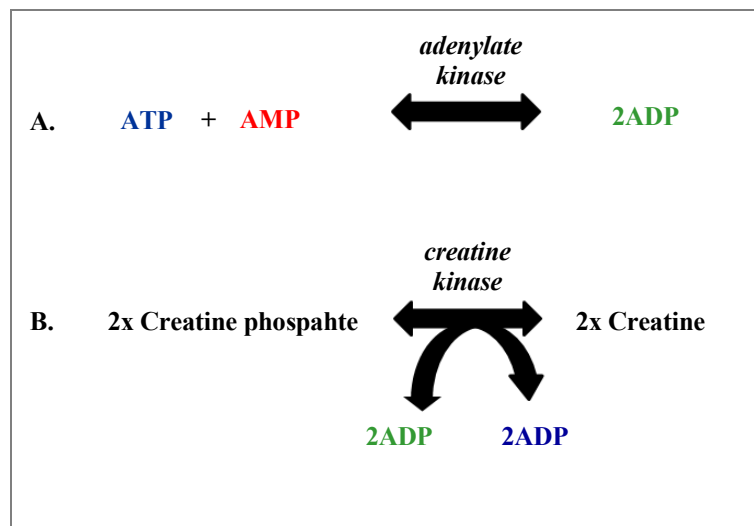 adenylate
kinase
A. ATP + AMP 2ADP
creatine
kinase
B. 2x Creatine phospahte 2x Creatine
2ADP 2ADP